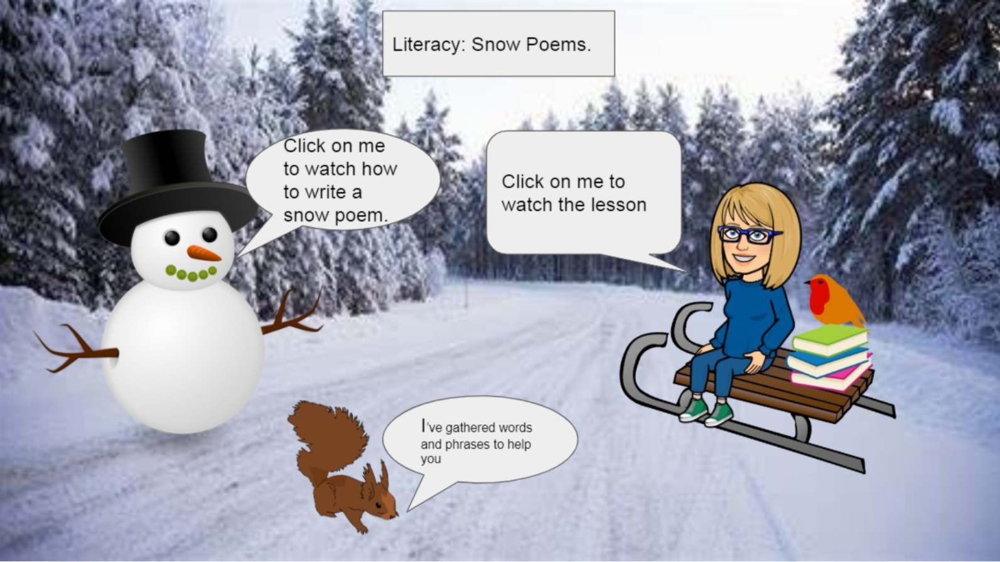 Literacy: Snow Poems.
Click on me
to watch how
to write a
snow poem.
Click on me to
watch the lesson
I've gathered words
and phrases to help
you